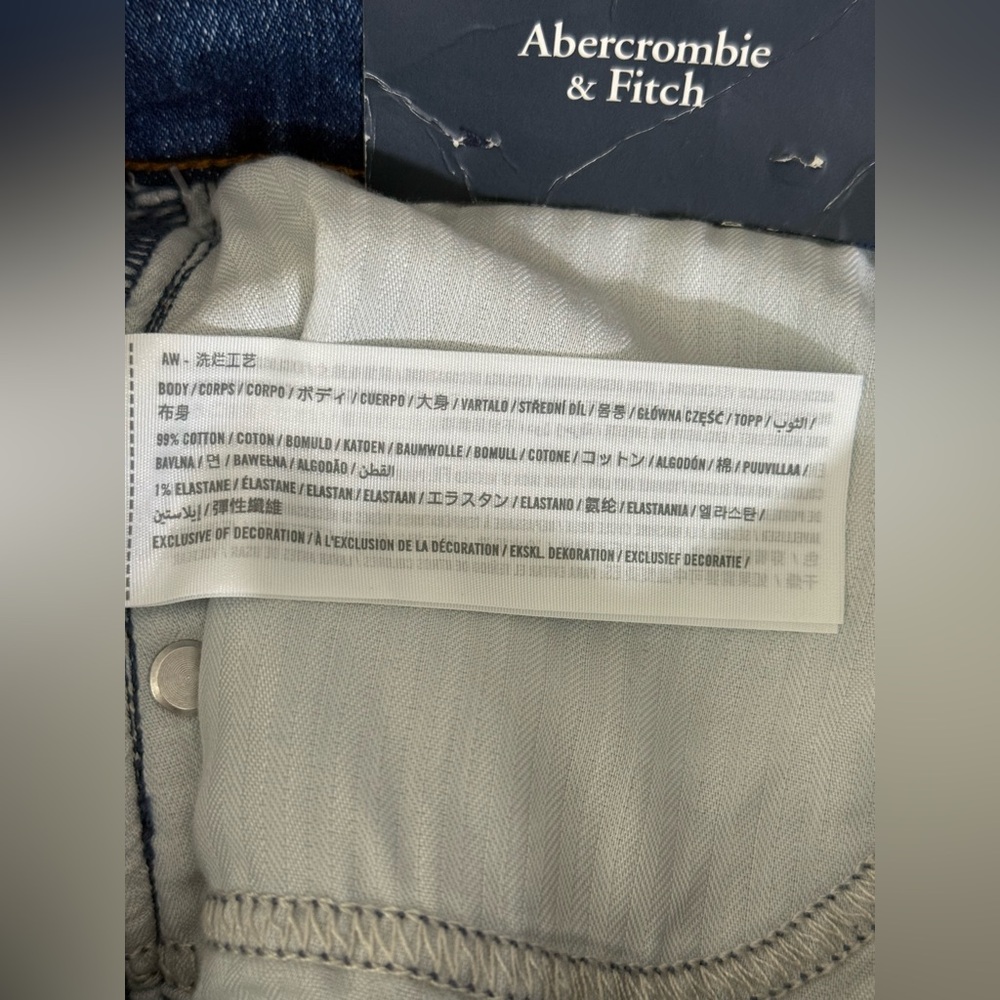 Abercrombie
& Fitch
AW - 洗烂工艺
BODY / CORPS / CORPO / ボディ / CUERPO / 大身 / VARTALO / STŘEDNÍ DÍL / 몸통 / GŁÓWNA CZĘŚĆ / TOPP / الثوب /
布身
99% COTTON / COTON / BOMULD / KATOEN / BAUMWOLLE / BOMULL / COTONE / コットン / ALGODÓN / 棉 / PUUVILLAA /
BAVLNA / 면 / BAWEŁNA / ALGODÃO / القطن
1% ELASTANE / ÉLASTANE / ELASTAN / ELASTAAN / エラスタン / ELASTANO / 氨纶 / ELASTAANIA / 엘라스탄 /
إيلاستين / 彈性纖維
EXCLUSIVE OF DECORATION / À L'EXCLUSION DE LA DÉCORATION / EKSKL. DEKORATION / EXCLUSIEF DECORATIE /